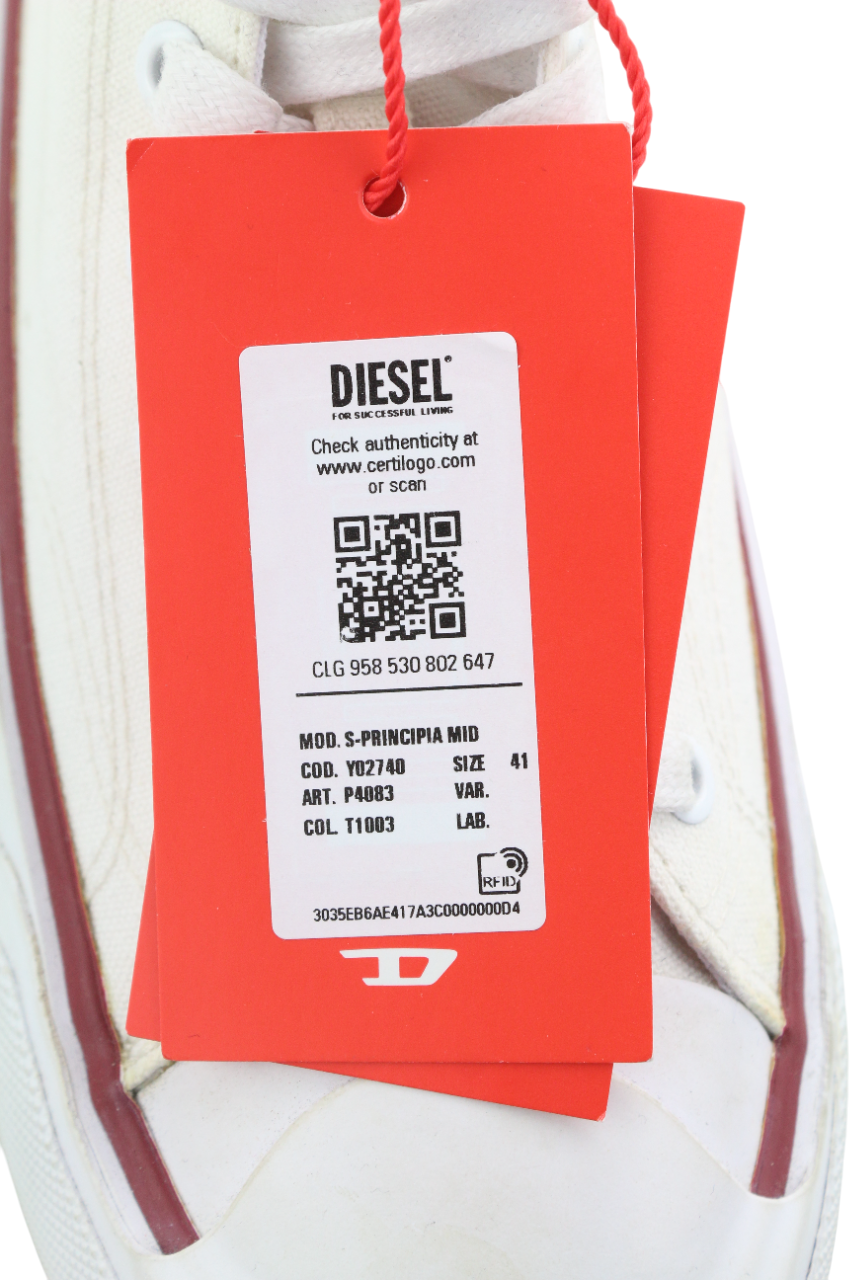 DIESEL®
FOR SUCCESSFUL LIVING
Check authenticity at
www.certilogo.com
or scan
CLG 958 530 802 647
MOD. S-PRINCIPIA MID
COD. Y02740 SIZE 41
ART. P4083 VAR.
COL. T1003 LAB.
RFID
3035EB6AE417A3C0000000D4
D